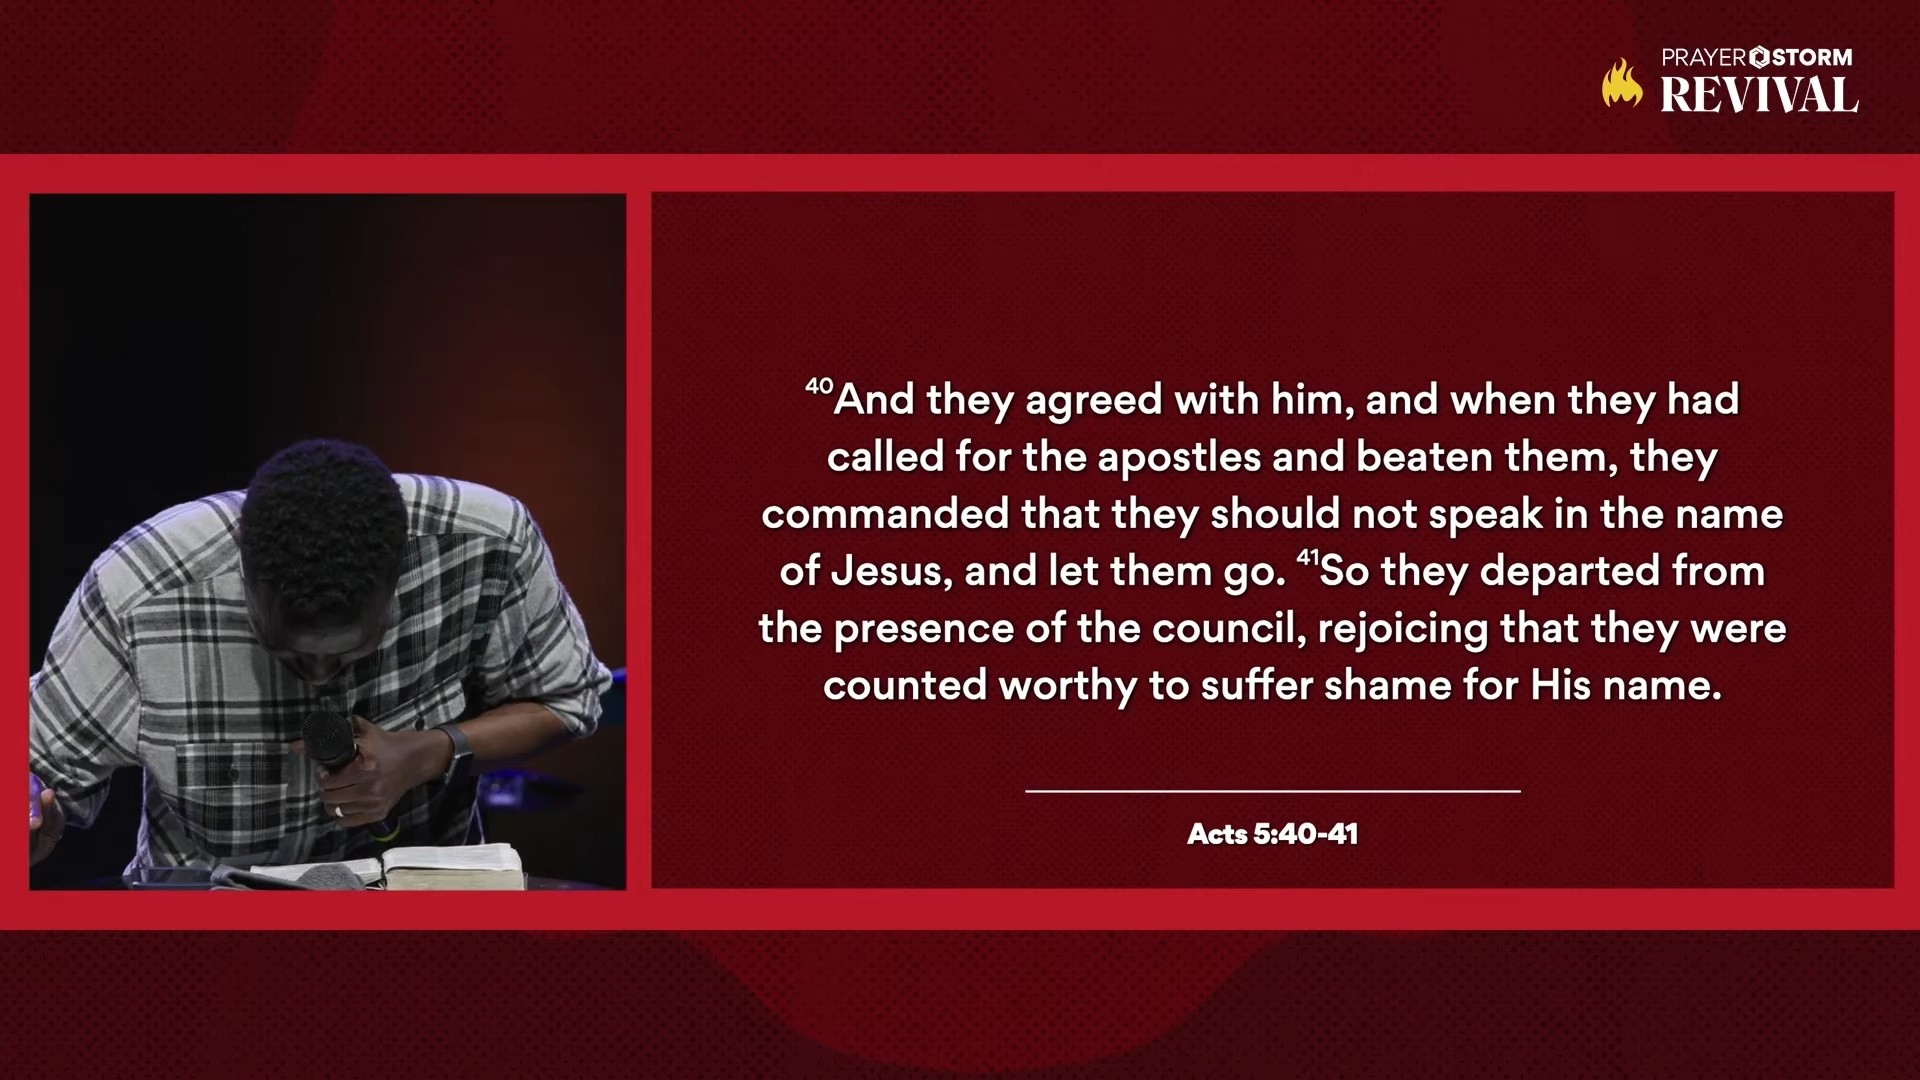 PRAYER STORM
REVIVAL
40And they agreed with him, and when they had
called for the apostles and beaten them, they
commanded that they should not speak in the name
of Jesus, and let them go. 41So they departed from
the presence of the council, rejoicing that they were
counted worthy to suffer shame for His name.
Acts 5:40-41